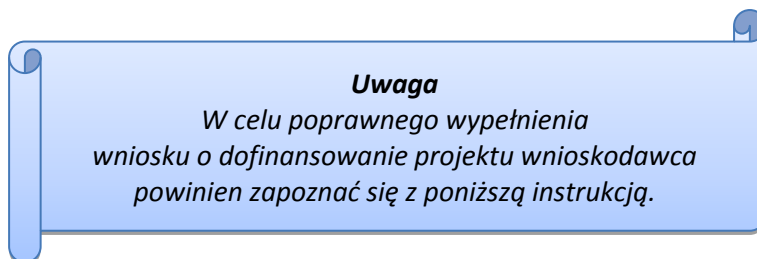 Uwaga
W celu poprawnego wypełnienia
wniosku o dofinansowanie projektu wnioskodawca
powinien zapoznać się z poniższą instrukcją.